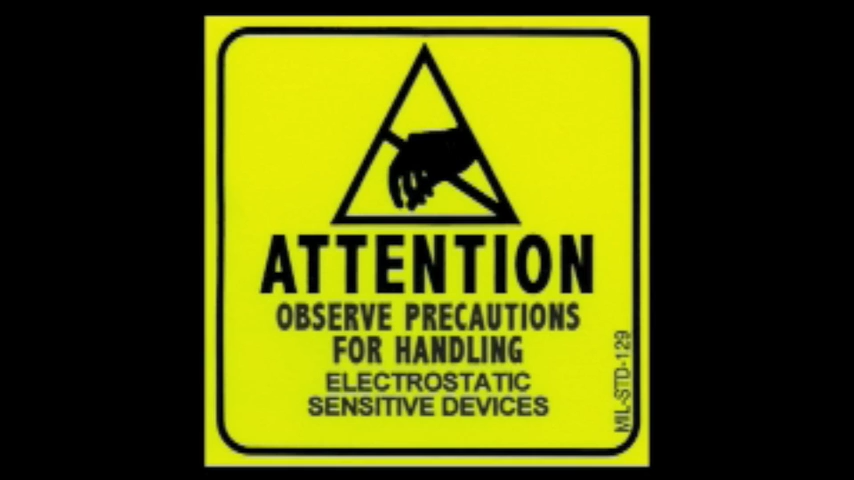 ATTENTION
OBSERVE PRECAUTIONS
FOR HANDLING
ELECTROSTATIC
SENSITIVE DEVICES
MIL-STD-129